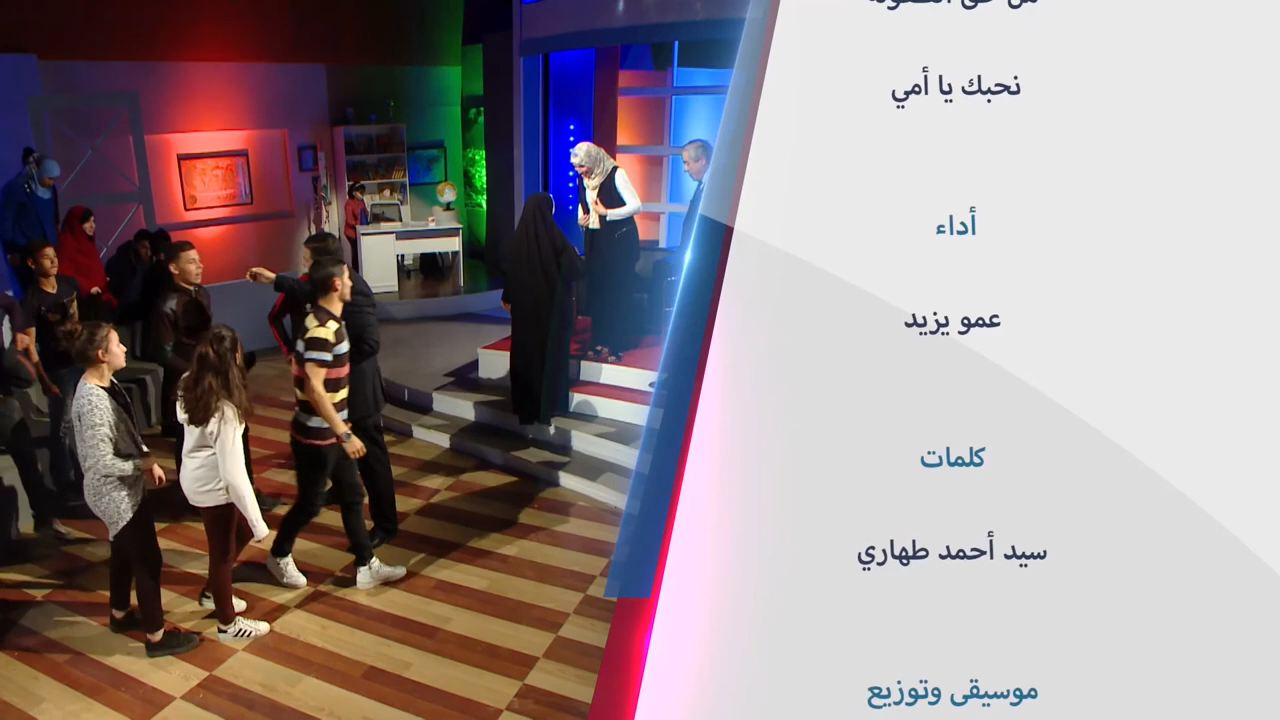 نحبك يا أمي
أداء
عمو يزيد
كلمات
سيد أحمد طهاري
موسيقى وتوزيع